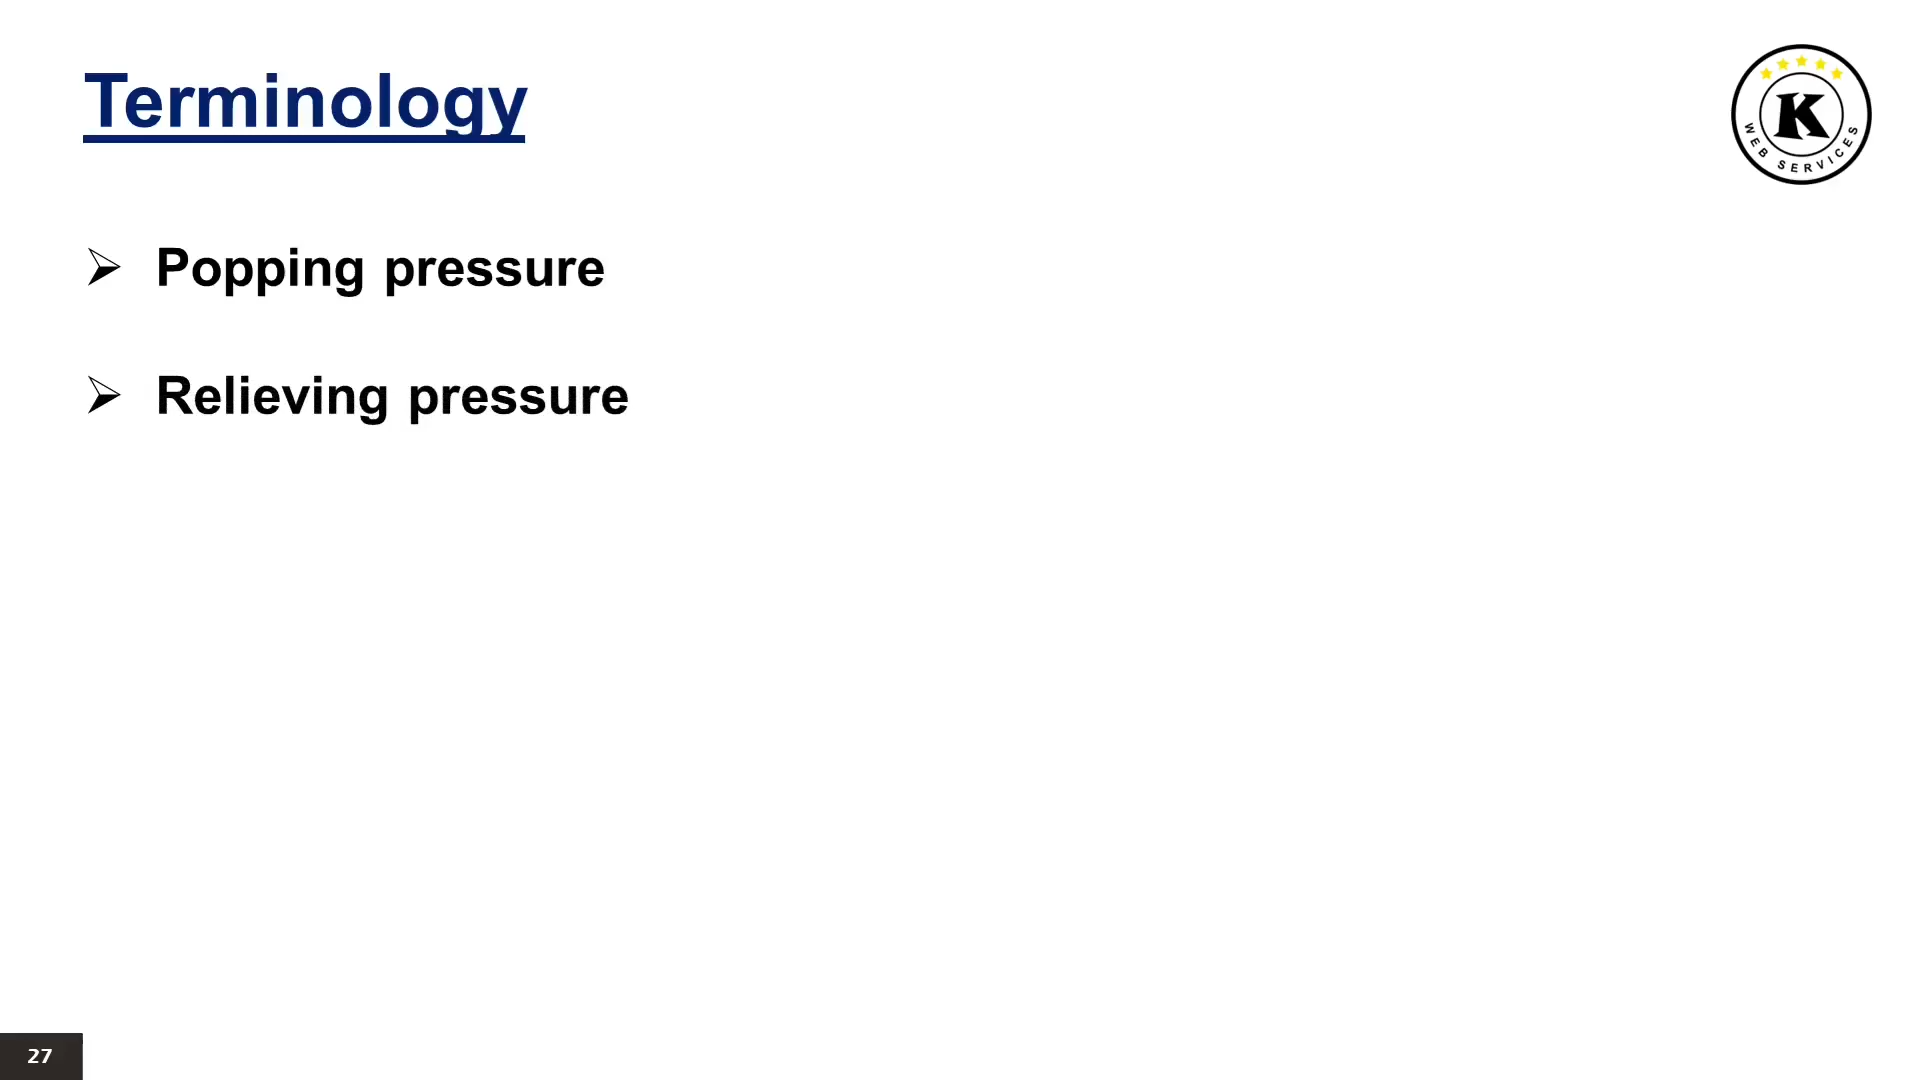 Terminology
K
WEB SERVICES
➢ Popping pressure
➢ Relieving pressure
27